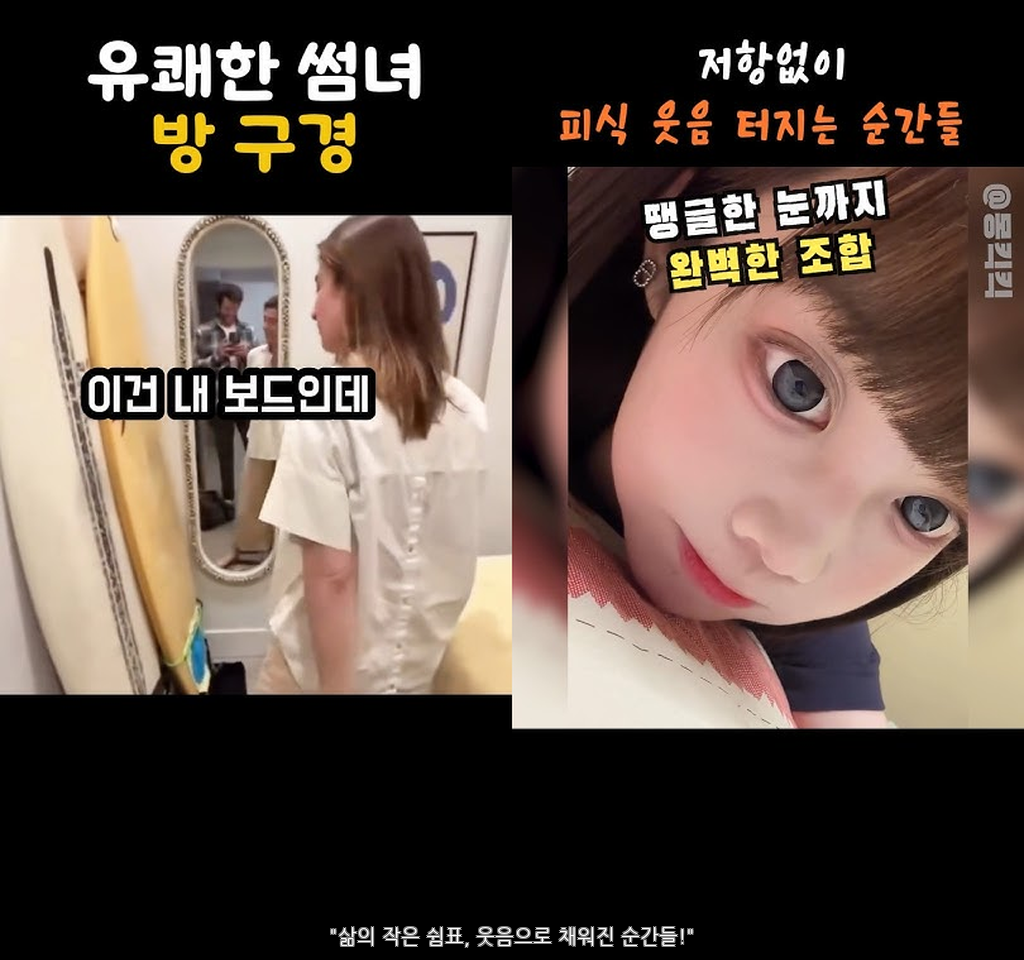 유쾌한 썸녀
방 구경
이건 내 보드인데
저항없이
피식 웃음 터지는 순간들
땡글한 눈까지
완벽한 조합
@몽키키
"삶의 작은 쉼표, 웃음으로 채워진 순간들!"